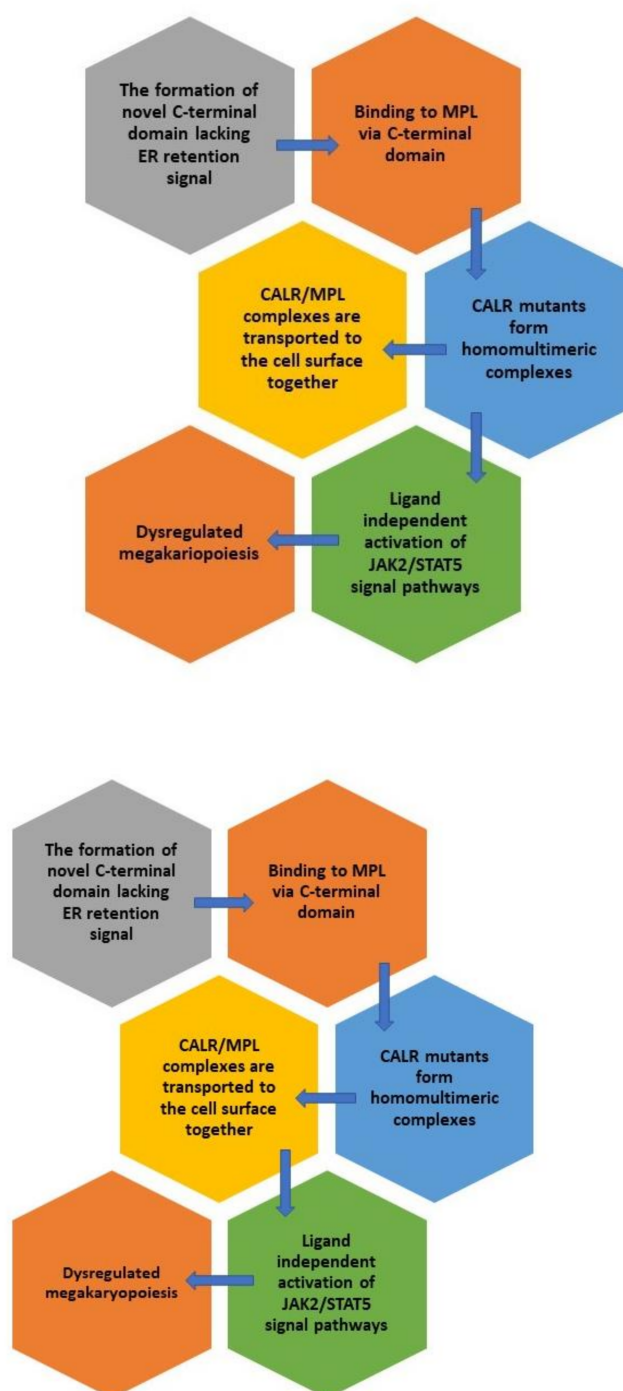 The formation of
novel C-terminal
domain lacking
ER retention
signal
Binding to MPL
via C-terminal
domain
CALR mutants
form
homomultimeric
complexes
CALR/MPL
complexes are
transported to
the cell surface
together
Ligand
independent
activation of
JAK2/STAT5
signal pathways
Dysregulated
megakariopoiesis
The formation of
novel C-terminal
domain lacking
ER retention
signal
Binding to MPL
via C-terminal
domain
CALR mutants
form
homomultimeric
complexes
CALR/MPL
complexes are
transported to
the cell surface
together
Ligand
independent
activation of
JAK2/STAT5
signal pathways
Dysregulated
megakaryopoiesis